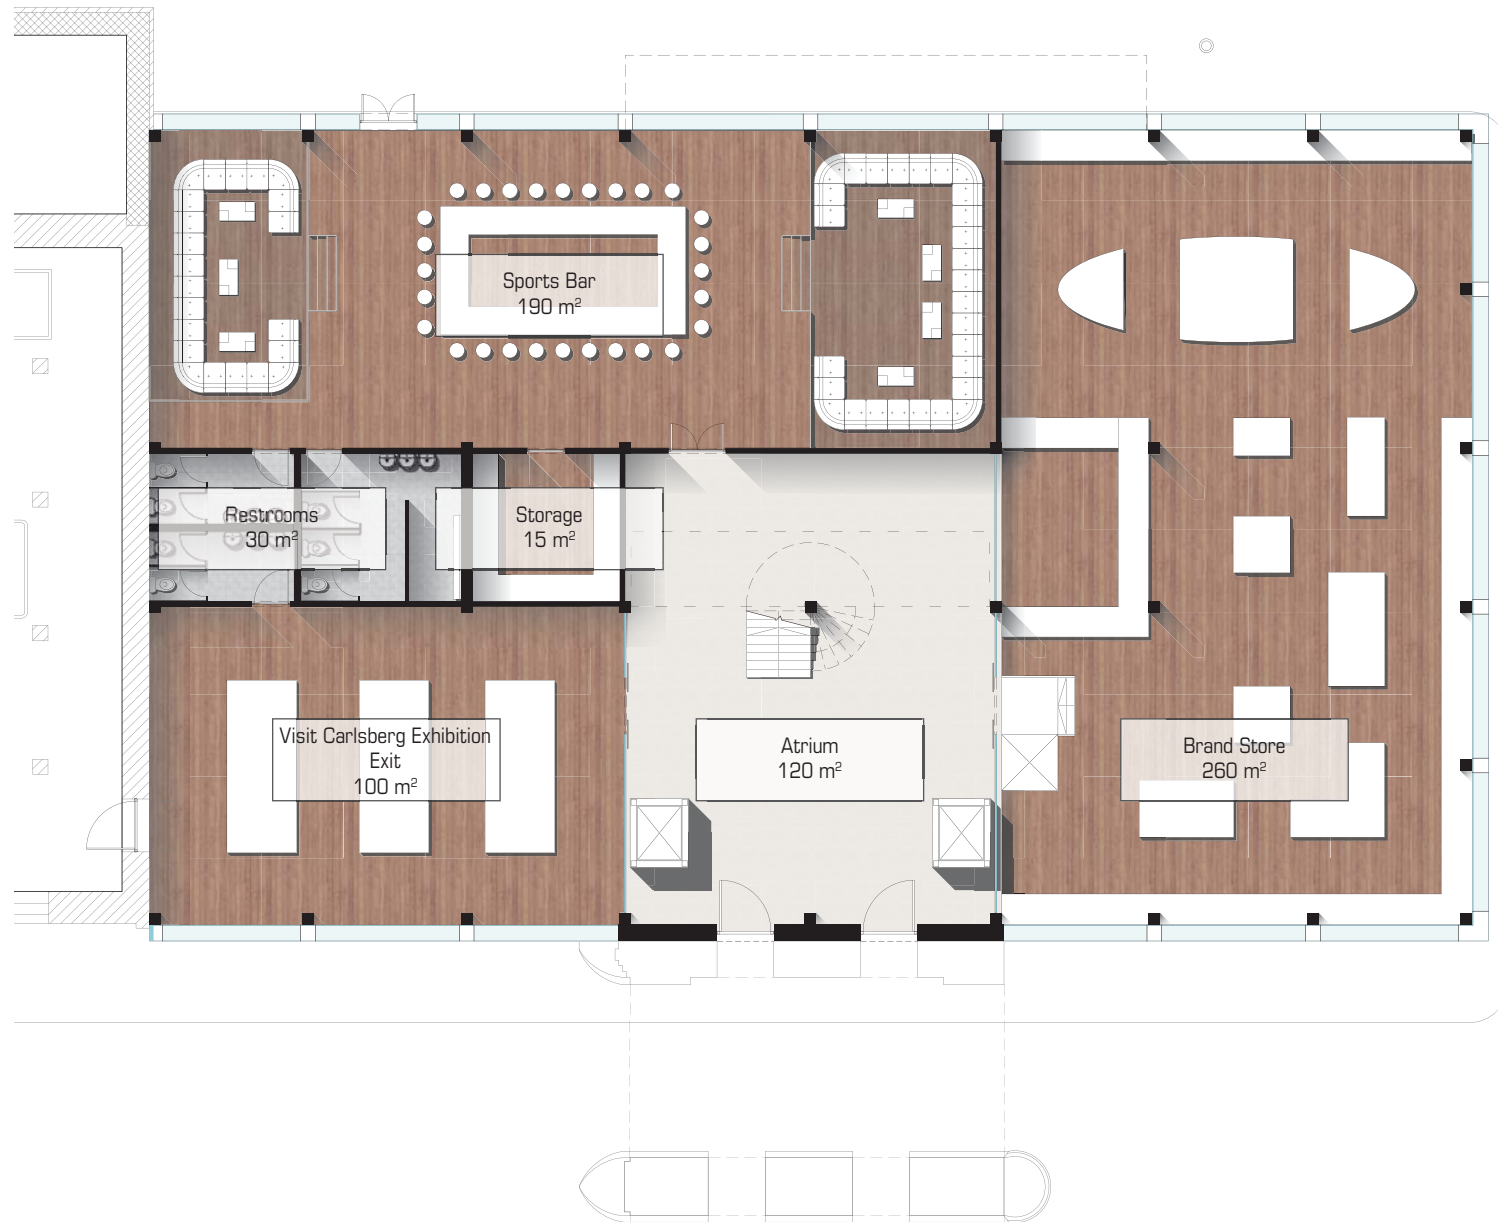 Sports Bar
190 m²
Restrooms
30 m²
Storage
15 m²
Visit Carlsberg Exhibition
Exit
100 m²
Atrium
120 m²
Brand Store
260 m²